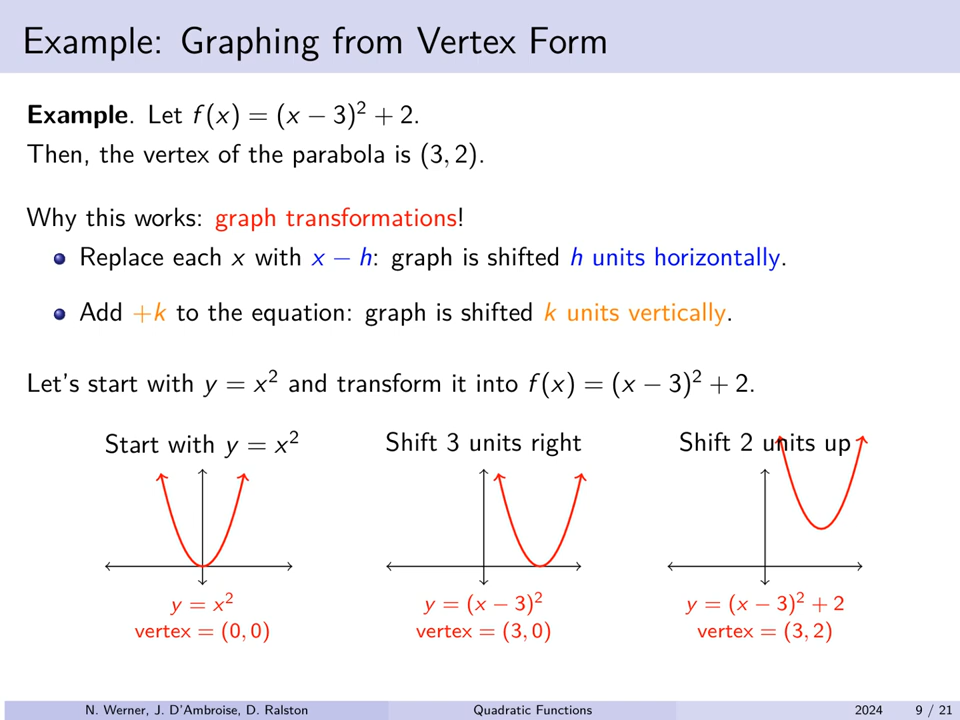 Example: Graphing from Vertex Form
Example. Let f(x) = (x − 3)² + 2.
Then, the vertex of the parabola is (3, 2).
Why this works: graph transformations!
Replace each x with x − h: graph is shifted h units horizontally.
Add +k to the equation: graph is shifted k units vertically.
Let's start with y = x² and transform it into f(x) = (x − 3)² + 2.
Start with y = x²
y = x²
vertex = (0, 0)
Shift 3 units right
y = (x − 3)²
vertex = (3, 0)
Shift 2 units up
y = (x − 3)² + 2
vertex = (3, 2)
N. Werner, J. D'Ambroise, D. Ralston Quadratic Functions 2024 9 / 21